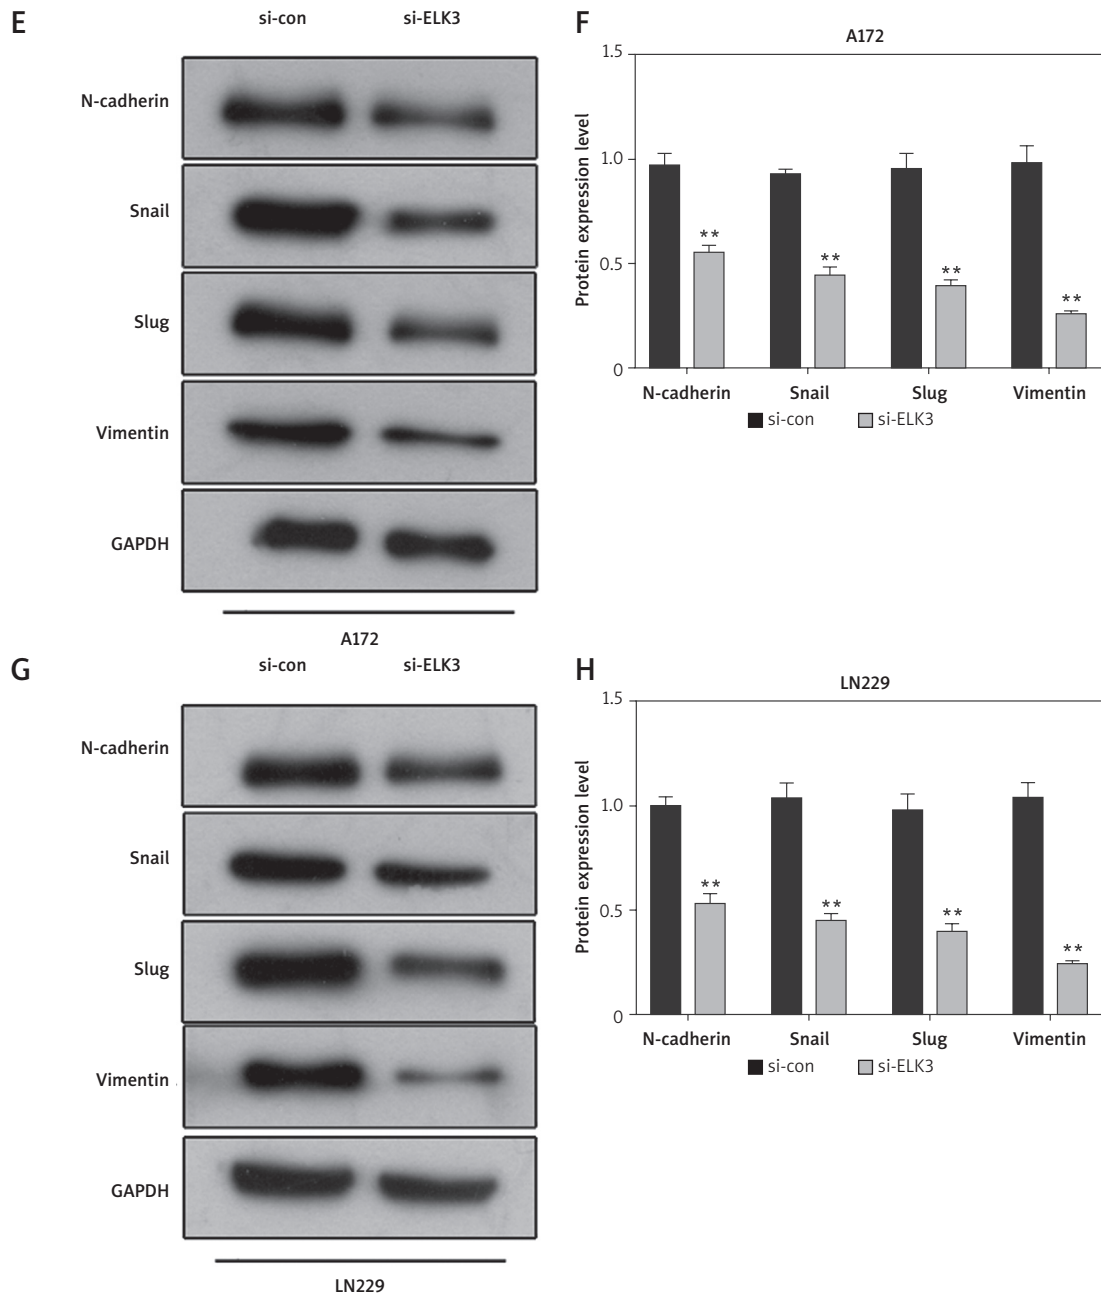 E
si-con si-ELK3
N-cadherin
Snail
Slug
Vimentin
GAPDH
A172
F
A172
Protein expression level
1.5
1.0
0.5
0
** ** ** **
N-cadherin Snail Slug Vimentin
si-con si-ELK3
G
si-con si-ELK3
N-cadherin
Snail
Slug
Vimentin
GAPDH
LN229
H
LN229
Protein expression level
1.5
1.0
0.5
0
** ** ** **
N-cadherin Snail Slug Vimentin
si-con si-ELK3